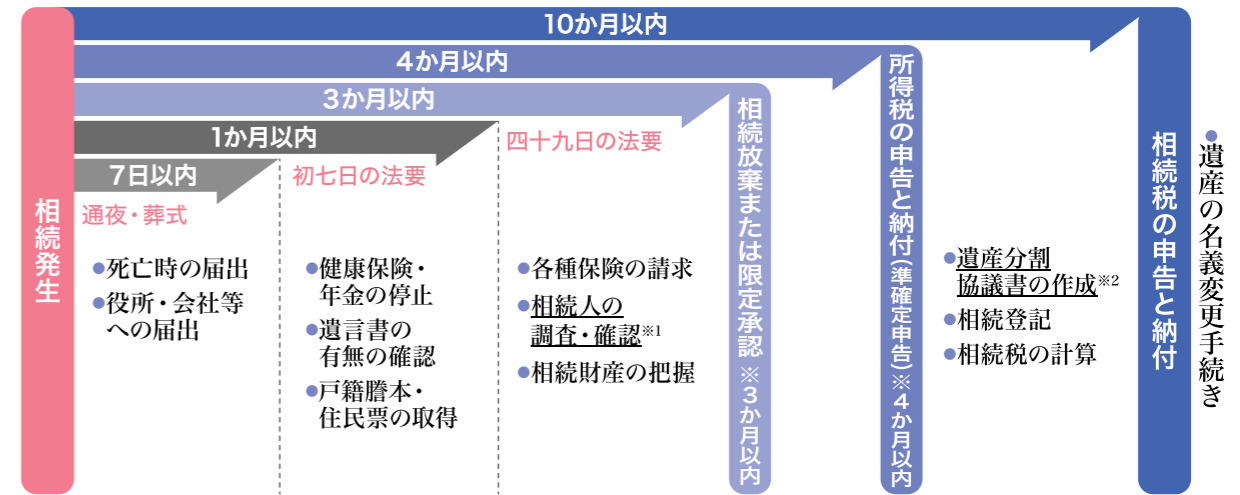 10か月以内
4か月以内
3か月以内
1か月以内
7日以内
相続発生
通夜・葬式
●死亡時の届出
●役所・会社等
への届出
初七日の法要
●健康保険・
年金の停止
●遺言書の
有無の確認
●戸籍謄本・
住民票の取得
四十九日の法要
●各種保険の請求
●相続人の
調査・確認※1
●相続財産の把握
相続放棄または限定承認 ※3か月以内
所得税の申告と納付(準確定申告)※4か月以内
●遺産分割
協議書の作成※2
●相続登記
●相続税の計算
相続税の申告と納付
●遺産の名義変更手続き